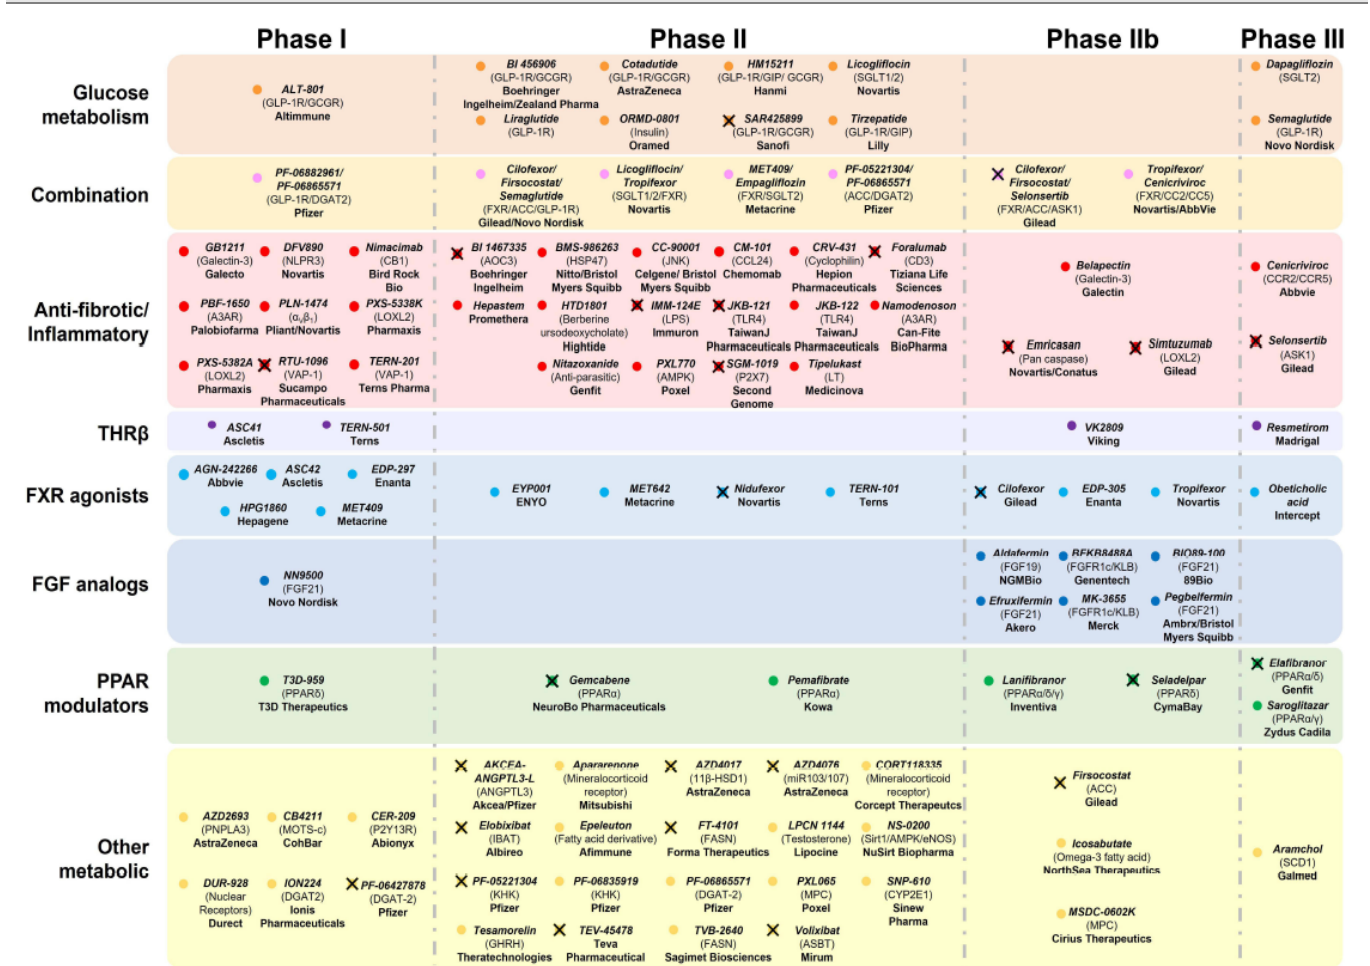 Phase I
Phase II
Phase IIb
Phase III
Glucose
metabolism
ALT-801
(GLP-1R/GCGR)
Altimmune
BI 456906
(GLP-1R/GCGR)
Boehringer
Ingelheim/Zealand Pharma
Cotadutide
(GLP-1R/GCGR)
AstraZeneca
HM15211
(GLP-1R/GIP/ GCGR)
Hanmi
Licogliflocin
(SGLT1/2)
Novartis
Liraglutide
(GLP-1R)
ORMD-0801
(Insulin)
Oramed
SAR425899
(GLP-1R/GCGR)
Sanofi
Tirzepatide
(GLP-1R/GIP)
Lilly
Dapagliflozin
(SGLT2)
Semaglutide
(GLP-1R)
Novo Nordisk
Combination
PF-06882961/
PF-06865571
(GLP-1R/DGAT2)
Pfizer
Cilofexor/
Firsocostat/
Semaglutide
(FXR/ACC/GLP-1R)
Gilead/Novo Nordisk
Licogliflocin/
Tropifexor
(SGLT1/2/FXR)
Novartis
MET409/
Empagliflozin
(FXR/SGLT2)
Metacrine
PF-05221304/
PF-06865571
(ACC/DGAT2)
Pfizer
Cilofexor/
Firsocostat/
Selonsertib
(FXR/ACC/ASK1)
Gilead
Tropifexor/
Cenicriviroc
(FXR/CC2/CC5)
Novartis/AbbVie
Anti-fibrotic/
Inflammatory
GB1211
(Galectin-3)
Galecto
DFV890
(NLPR3)
Novartis
Nimacimab
(CB1)
Bird Rock
Bio
PBF-1650
(A3AR)
Palobiofarma
PLN-1474
(αvβ1)
Pliant/Novartis
PXS-5338K
(LOXL2)
Pharmaxis
PXS-5382A
(LOXL2)
Pharmaxis
RTU-1096
(VAP-1)
Sucampo
Pharmaceuticals
TERN-201
(VAP-1)
Terns Pharma
BI 1467335
(AOC3)
Boehringer
Ingelheim
BMS-986263
(HSP47)
Nitto/Bristol
Myers Squibb
CC-90001
(JNK)
Celgene/ Bristol
Myers Squibb
CM-101
(CCL24)
Chemomab
CRV-431
(Cyclophilin)
Hepion
Pharmaceuticals
Foralumab
(CD3)
Tiziana Life
Sciences
Hepastem
Promethera
HTD1801
(Berberine
ursodeoxycholate)
Hightide
IMM-124E
(LPS)
Immuron
JKB-121
(TLR4)
TaiwanJ
Pharmaceuticals
JKB-122
(TLR4)
TaiwanJ
Pharmaceuticals
Namodenoson
(A3AR)
Can-Fite
BioPharma
Nitazoxanide
(Anti-parasitic)
Genfit
PXL770
(AMPK)
Poxel
SGM-1019
(P2X7)
Second
Genome
Tipelukast
(LT)
Medicinova
Belapectin
(Galectin-3)
Galectin
Emricasan
(Pan caspase)
Novartis/Conatus
Simtuzumab
(LOXL2)
Gilead
Cenicriviroc
(CCR2/CCR5)
Abbvie
Selonsertib
(ASK1)
Gilead
THRβ
ASC41
Ascletis
TERN-501
Terns
VK2809
Viking
Resmetirom
Madrigal
FXR agonists
AGN-242266
Abbvie
ASC42
Ascletis
EDP-297
Enanta
HPG1860
Hepagene
MET409
Metacrine
EYP001
ENYO
MET642
Metacrine
Nidufexor
Novartis
TERN-101
Terns
Cilofexor
Gilead
EDP-305
Enanta
Tropifexor
Novartis
Obeticholic
acid
Intercept
FGF analogs
NN9500
(FGF21)
Novo Nordisk
Aldafermin
(FGF19)
NGMBio
BFKB8488A
(FGFR1c/KLB)
Genentech
BIO89-100
(FGF21)
89Bio
Efruxifermin
(FGF21)
Akero
MK-3655
(FGFR1c/KLB)
Merck
Pegbelfermin
(FGF21)
Ambrx/Bristol
Myers Squibb
PPAR
modulators
T3D-959
(PPARδ)
T3D Therapeutics
Gemcabene
(PPARα)
NeuroBo Pharmaceuticals
Pemafibrate
(PPARα)
Kowa
Lanifibranor
(PPARα/δ/γ)
Inventiva
Seladelpar
(PPARδ)
CymaBay
Elafibranor
(PPARα/δ)
Genfit
Saroglitazar
(PPARα/γ)
Zydus Cadila
Other
metabolic
AZD2693
(PNPLA3)
AstraZeneca
CB4211
(MOTS-c)
CohBar
CER-209
(P2Y13R)
Abionyx
DUR-928
(Nuclear
Receptors)
Durect
ION224
(DGAT2)
Ionis
Pharmaceuticals
PF-06427878
(DGAT-2)
Pfizer
AKCEA-
ANGPTL3-L
(ANGPTL3)
Akcea/Pfizer
Apararenone
(Mineralocorticoid
receptor)
Mitsubishi
AZD4017
(11β-HSD1)
AstraZeneca
AZD4076
(miR103/107)
AstraZeneca
CORT118335
(Mineralocorticoid
receptor)
Corcept Therapeutcs
Elobixibat
(IBAT)
Albireo
Epeleuton
(Fatty acid derivative)
Afimmune
FT-4101
(FASN)
Forma Therapeutics
LPCN 1144
(Testosterone)
Lipocine
NS-0200
(Sirt1/AMPK/eNOS)
NuSirt Biopharma
PF-05221304
(KHK)
Pfizer
PF-06835919
(KHK)
Pfizer
PF-06865571
(DGAT-2)
Pfizer
PXL065
(MPC)
Poxel
SNP-610
(CYP2E1)
Sinew
Pharma
Tesamorelin
(GHRH)
Theratechnologies
TEV-45478
Teva
Pharmaceutical
TVB-2640
(FASN)
Sagimet Biosciences
Volixibat
(ASBT)
Mirum
Firsocostat
(ACC)
Gilead
Icosabutate
(Omega-3 fatty acid)
NorthSea Therapeutics
MSDC-0602K
(MPC)
Cirius Therapeutics
Aramchol
(SCD1)
Galmed